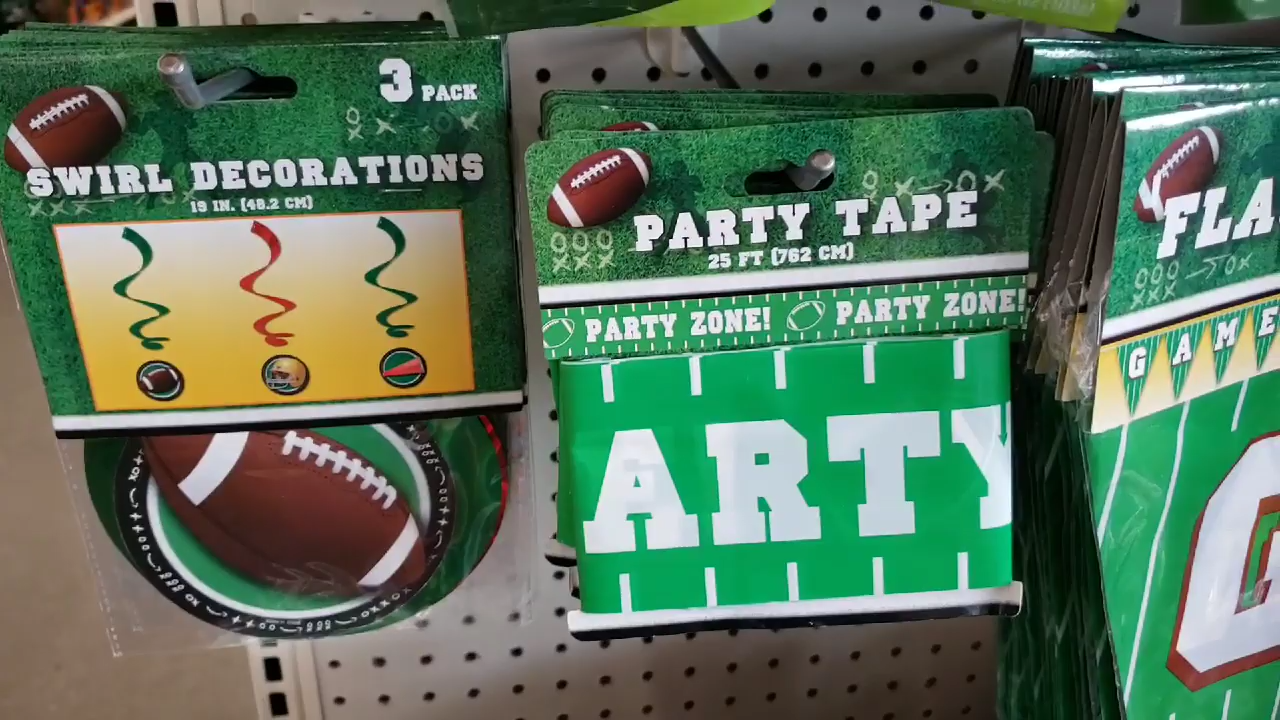 3 PACK
SWIRL DECORATIONS
19 IN. (48.2 CM)
PARTY TAPE
25 FT (762 CM)
PARTY ZONE! PARTY ZONE!
ARTY
FLA
GAME
G